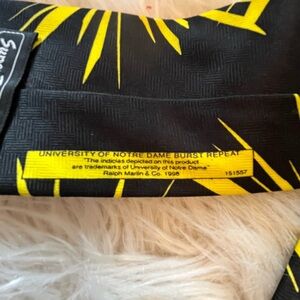 UNIVERSITY OF NOTRE DAME BURST REPEAT
"The indicias depicted on this product
are trademarks of University of Notre Dame"
Ralph Marlin & Co. 1998
151557